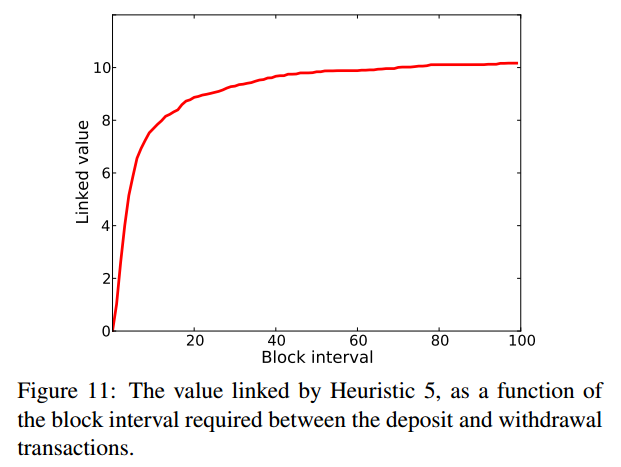 10
8
6
4
2
0
Linked value
20 40 60 80 100
Block interval
Figure 11: The value linked by Heuristic 5, as a function of
the block interval required between the deposit and withdrawal
transactions.